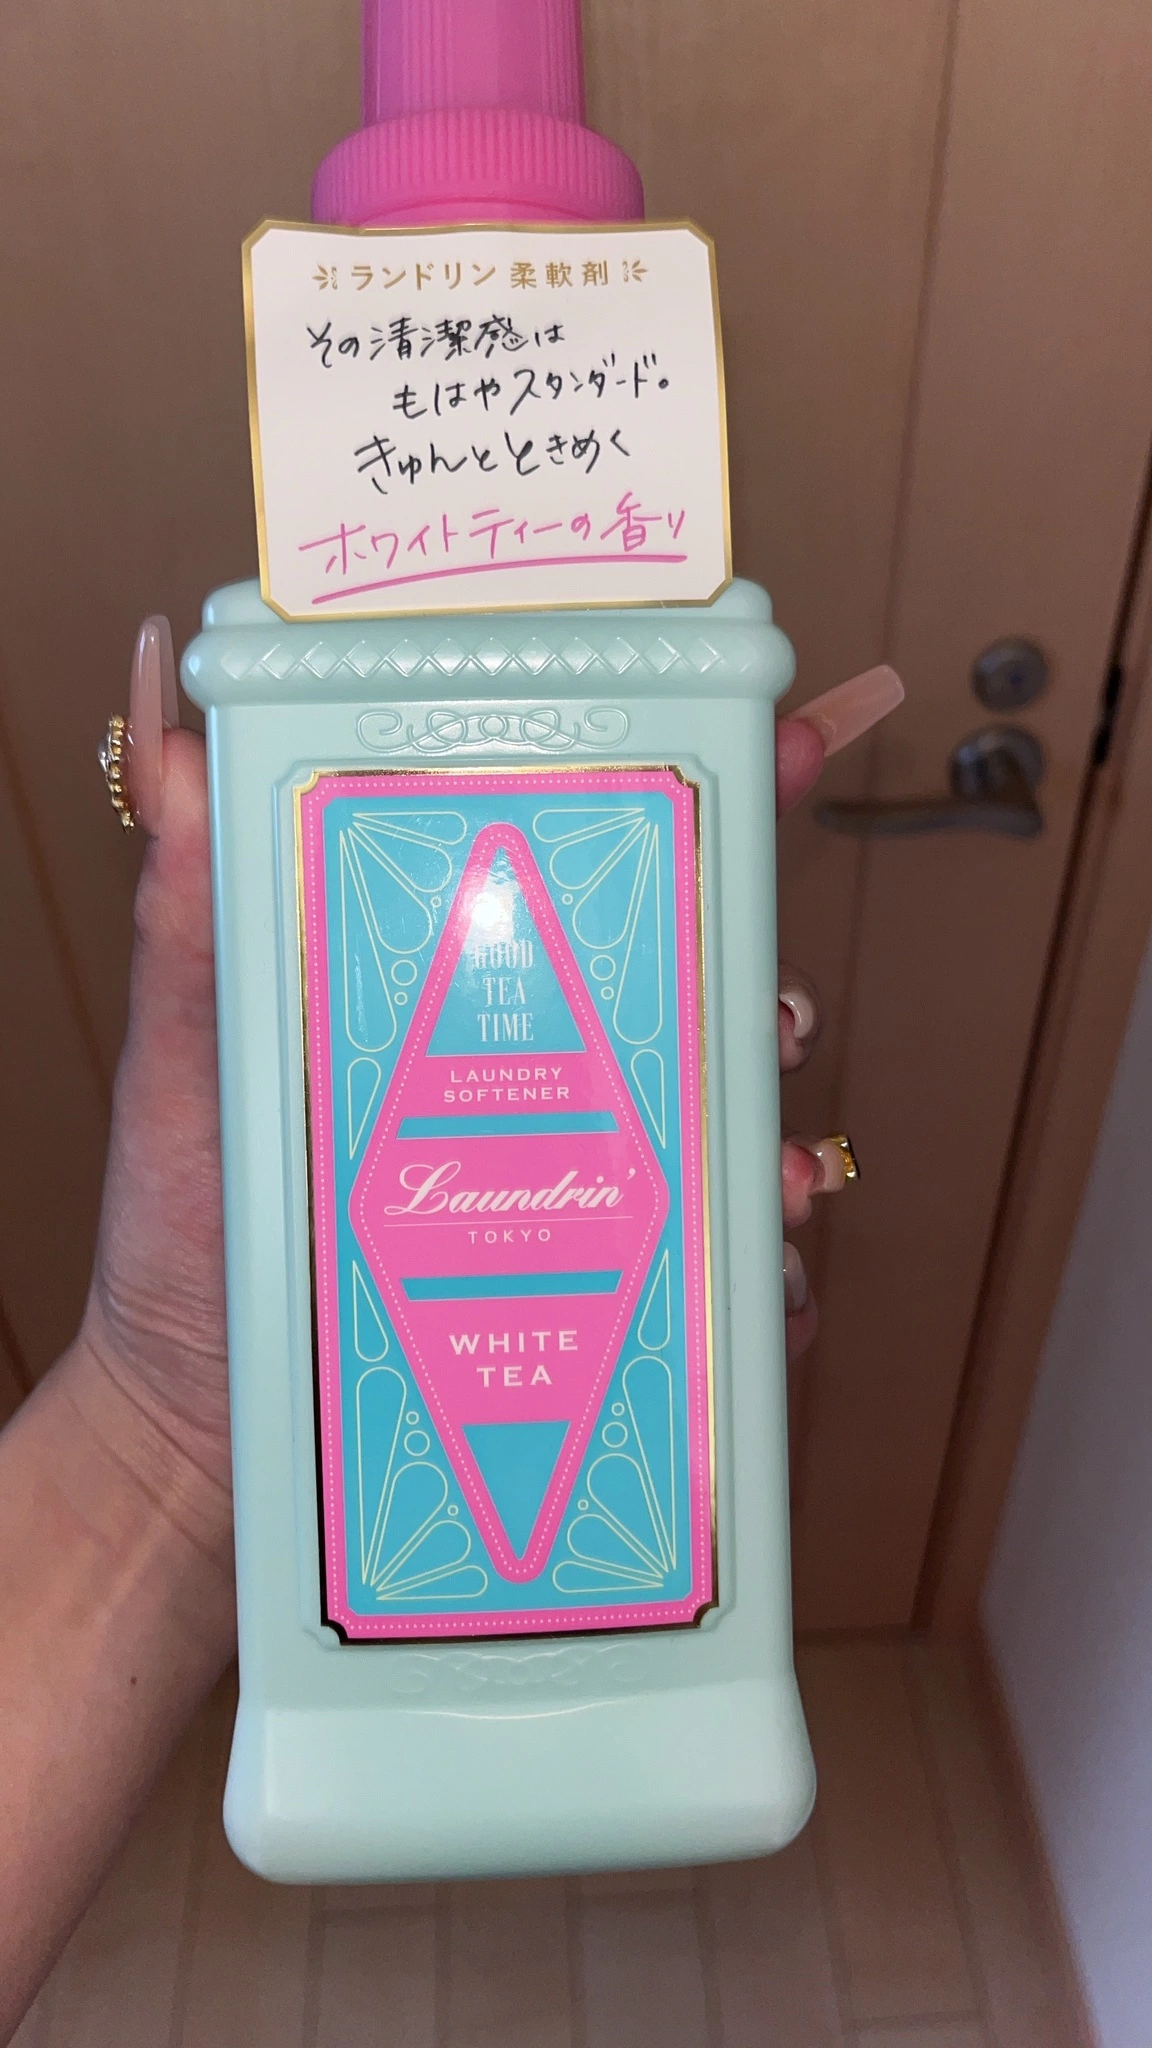 ランドリン 柔軟剤
その清潔感は
もはやスタンダード。
きゅんとときめく
ホワイトティーの香り
GOOD
TEA
TIME
LAUNDRY
SOFTENER
Laundrin'
TOKYO
WHITE
TEA